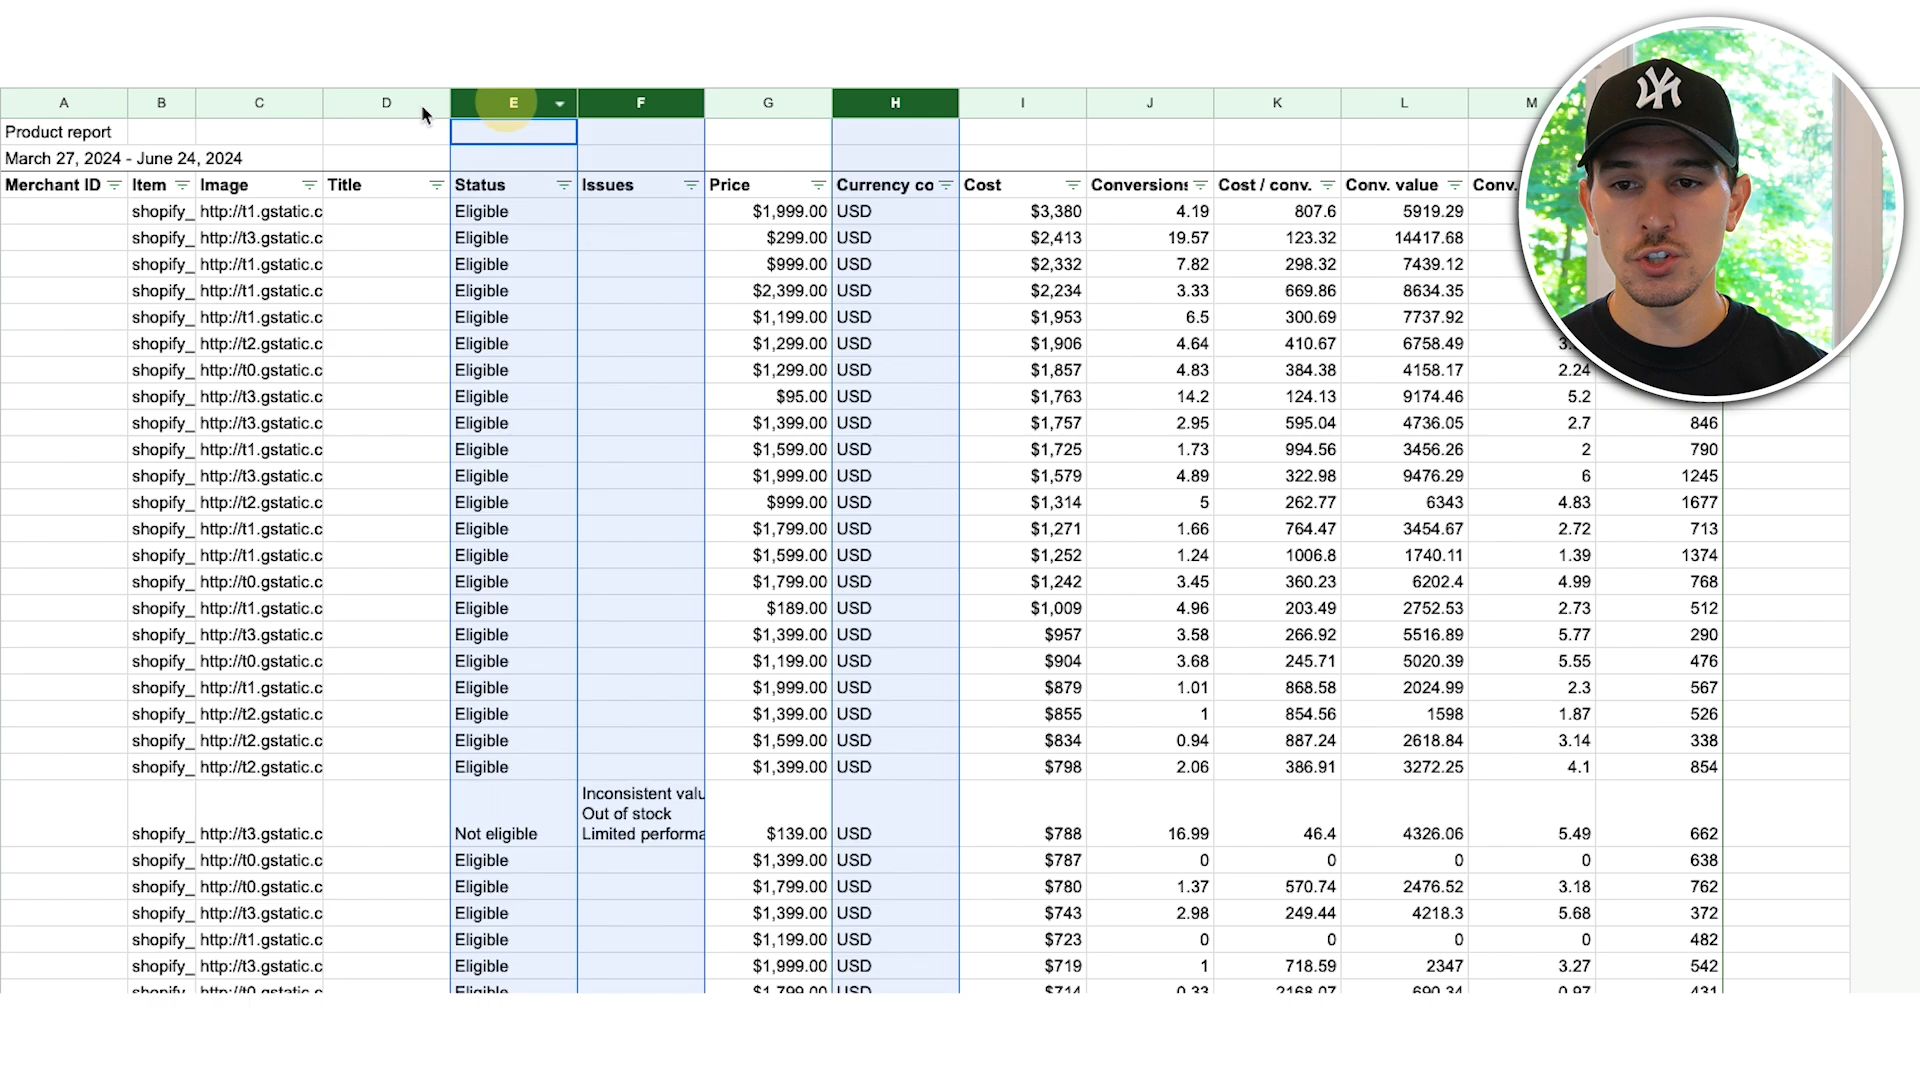 A B C D E F G H I J K L M
Product report
March 27, 2024 - June 24, 2024
Merchant ID Item Image Title Status Issues Price Currency co Cost Conversions Cost / conv. Conv. value Conv.
shopify_ http://t1.gstatic.c Eligible $1,999.00 USD $3,380 4.19 807.6 5919.29
shopify_ http://t3.gstatic.c Eligible $299.00 USD $2,413 19.57 123.32 14417.68
shopify_ http://t1.gstatic.c Eligible $999.00 USD $2,332 7.82 298.32 7439.12
shopify_ http://t1.gstatic.c Eligible $2,399.00 USD $2,234 3.33 669.86 8634.35
shopify_ http://t1.gstatic.c Eligible $1,199.00 USD $1,953 6.5 300.69 7737.92
shopify_ http://t2.gstatic.c Eligible $1,299.00 USD $1,906 4.64 410.67 6758.49
shopify_ http://t0.gstatic.c Eligible $1,299.00 USD $1,857 4.83 384.38 4158.17 2.24
shopify_ http://t3.gstatic.c Eligible $95.00 USD $1,763 14.2 124.13 9174.46 5.2
shopify_ http://t3.gstatic.c Eligible $1,399.00 USD $1,757 2.95 595.04 4736.05 2.7 846
shopify_ http://t1.gstatic.c Eligible $1,599.00 USD $1,725 1.73 994.56 3456.26 2 790
shopify_ http://t3.gstatic.c Eligible $1,999.00 USD $1,579 4.89 322.98 9476.29 6 1245
shopify_ http://t2.gstatic.c Eligible $999.00 USD $1,314 5 262.77 6343 4.83 1677
shopify_ http://t1.gstatic.c Eligible $1,799.00 USD $1,271 1.66 764.47 3454.67 2.72 713
shopify_ http://t1.gstatic.c Eligible $1,599.00 USD $1,252 1.24 1006.8 1740.11 1.39 1374
shopify_ http://t0.gstatic.c Eligible $1,799.00 USD $1,242 3.45 360.23 6202.4 4.99 768
shopify_ http://t1.gstatic.c Eligible $189.00 USD $1,009 4.96 203.49 2752.53 2.73 512
shopify_ http://t3.gstatic.c Eligible $1,399.00 USD $957 3.58 266.92 5516.89 5.77 290
shopify_ http://t0.gstatic.c Eligible $1,199.00 USD $904 3.68 245.71 5020.39 5.55 476
shopify_ http://t1.gstatic.c Eligible $1,999.00 USD $879 1.01 868.58 2024.99 2.3 567
shopify_ http://t2.gstatic.c Eligible $1,399.00 USD $855 1 854.56 1598 1.87 526
shopify_ http://t2.gstatic.c Eligible $1,599.00 USD $834 0.94 887.24 2618.84 3.14 338
shopify_ http://t2.gstatic.c Eligible $1,399.00 USD $798 2.06 386.91 3272.25 4.1 854
Inconsistent valu
Out of stock
shopify_ http://t3.gstatic.c Not eligible Limited performa $139.00 USD $788 16.99 46.4 4326.06 5.49 662
shopify_ http://t0.gstatic.c Eligible $1,399.00 USD $787 0 0 0 0 638
shopify_ http://t0.gstatic.c Eligible $1,799.00 USD $780 1.37 570.74 2476.52 3.18 762
shopify_ http://t3.gstatic.c Eligible $1,399.00 USD $743 2.98 249.44 4218.3 5.68 372
shopify_ http://t1.gstatic.c Eligible $1,199.00 USD $723 0 0 0 0 482
shopify_ http://t3.gstatic.c Eligible $1,999.00 USD $719 1 718.59 2347 3.27 542
shopify_ http://t0.gstatic.c Eligible $1,799.00 USD $714 0.33 2168.07 690.34 0.97 431